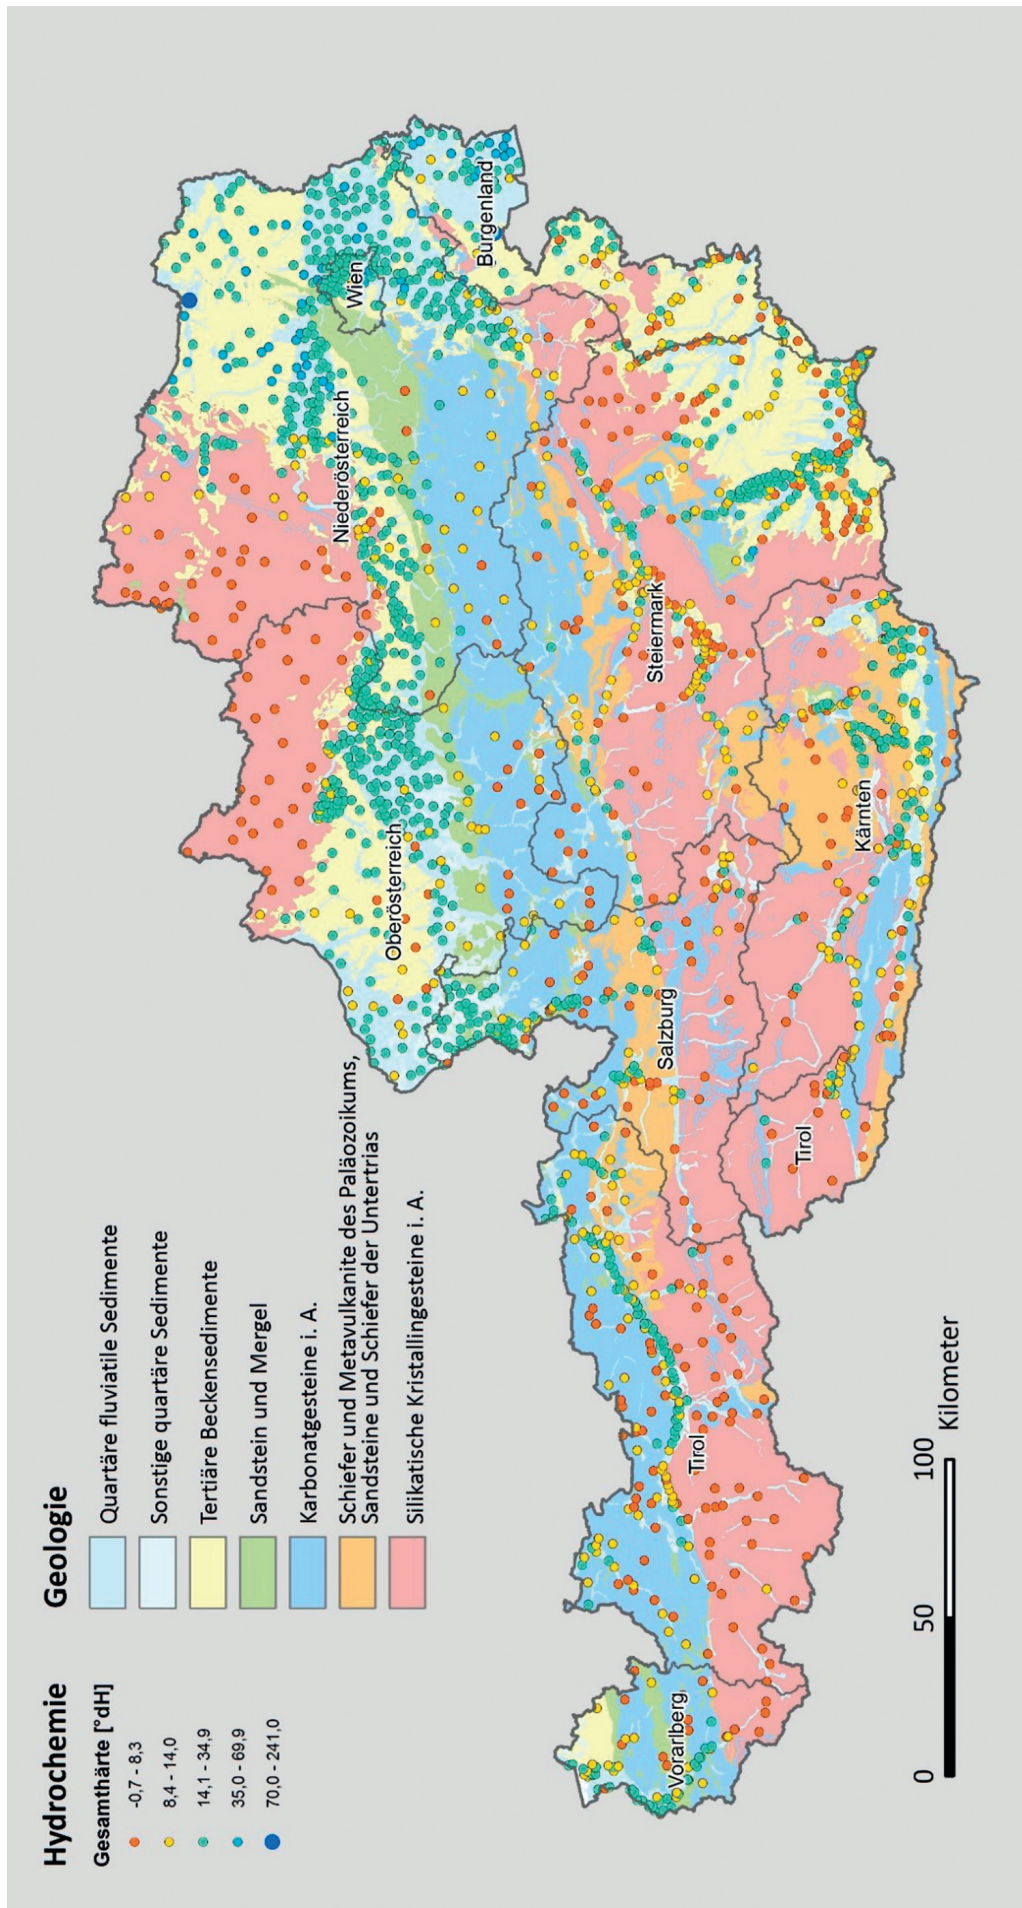 Hydrochemie
Gesamthärte [°dH]
-0,7 - 8,3
8,4 - 14,0
14,1 - 34,9
35,0 - 69,9
70,0 - 241,0
Geologie
Quartäre fluviatile Sedimente
Sonstige quartäre Sedimente
Tertiäre Beckensedimente
Sandstein und Mergel
Karbonatgesteine i. A.
Schiefer und Metavulkanite des Paläozoikums,
Sandsteine und Schiefer der Untertrias
Silikatische Kristallingesteine i. A.
Niederösterreich
Wien
Oberösterreich
Burgenland
Steiermark
Salzburg
Tirol
Vorarlberg
Tirol
Kärnten
0
50
100
Kilometer